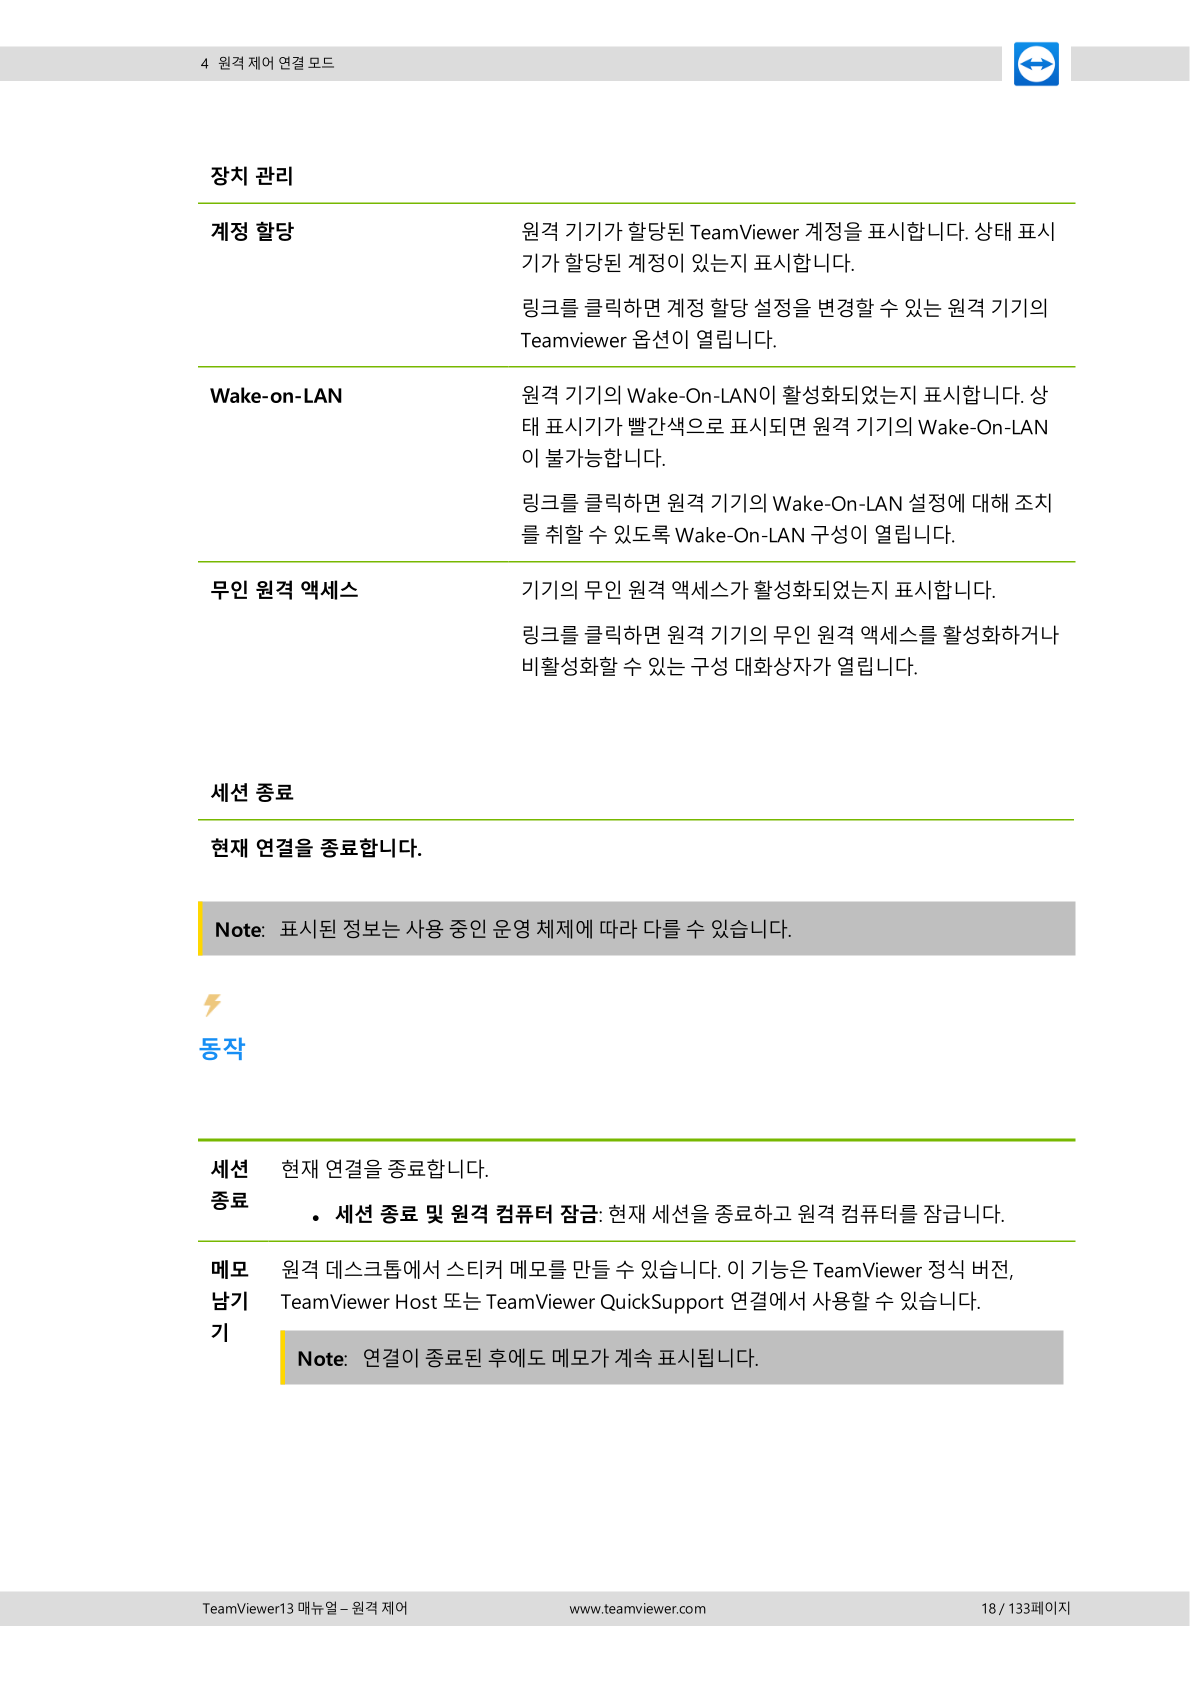 4 원격 제어 연결 모드
장치 관리
계정 할당
원격 기기가 할당된 TeamViewer 계정을 표시합니다. 상태 표시
기가 할당된 계정이 있는지 표시합니다.
링크를 클릭하면 계정 할당 설정을 변경할 수 있는 원격 기기의
Teamviewer 옵션이 열립니다.
Wake-on-LAN
원격 기기의 Wake-On-LAN이 활성화되었는지 표시합니다. 상
태 표시기가 빨간색으로 표시되면 원격 기기의 Wake-On-LAN
이 불가능합니다.
링크를 클릭하면 원격 기기의 Wake-On-LAN 설정에 대해 조치
를 취할 수 있도록 Wake-On-LAN 구성이 열립니다.
무인 원격 액세스
기기의 무인 원격 액세스가 활성화되었는지 표시합니다.
링크를 클릭하면 원격 기기의 무인 원격 액세스를 활성화하거나
비활성화할 수 있는 구성 대화상자가 열립니다.
세션 종료
현재 연결을 종료합니다.
Note: 표시된 정보는 사용 중인 운영 체제에 따라 다를 수 있습니다.
동작
세션
종료
현재 연결을 종료합니다.
• 세션 종료 및 원격 컴퓨터 잠금: 현재 세션을 종료하고 원격 컴퓨터를 잠급니다.
메모
남기
기
원격 데스크톱에서 스티커 메모를 만들 수 있습니다. 이 기능은 TeamViewer 정식 버전,
TeamViewer Host 또는 TeamViewer QuickSupport 연결에서 사용할 수 있습니다.
Note: 연결이 종료된 후에도 메모가 계속 표시됩니다.
TeamViewer13 매뉴얼 – 원격 제어
www.teamviewer.com
18 / 133페이지